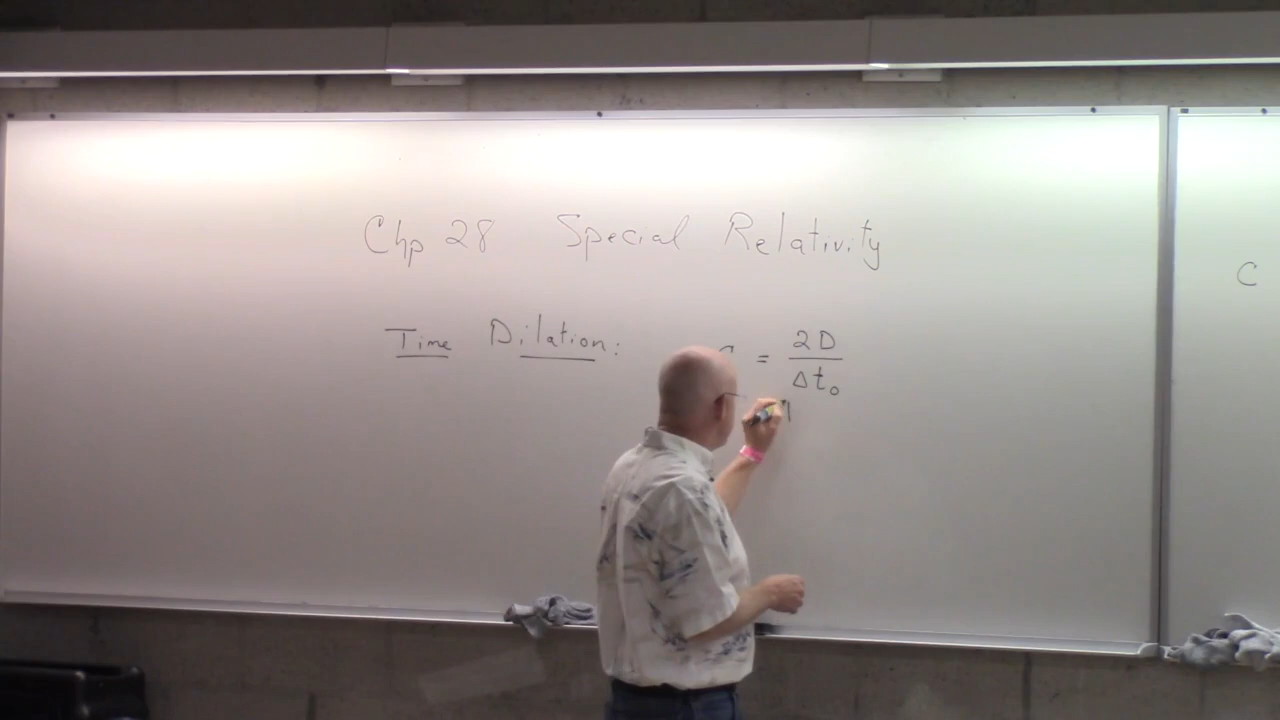 Chp 28 Special Relativity
Time Dilation: = 2D / Δt₀
C